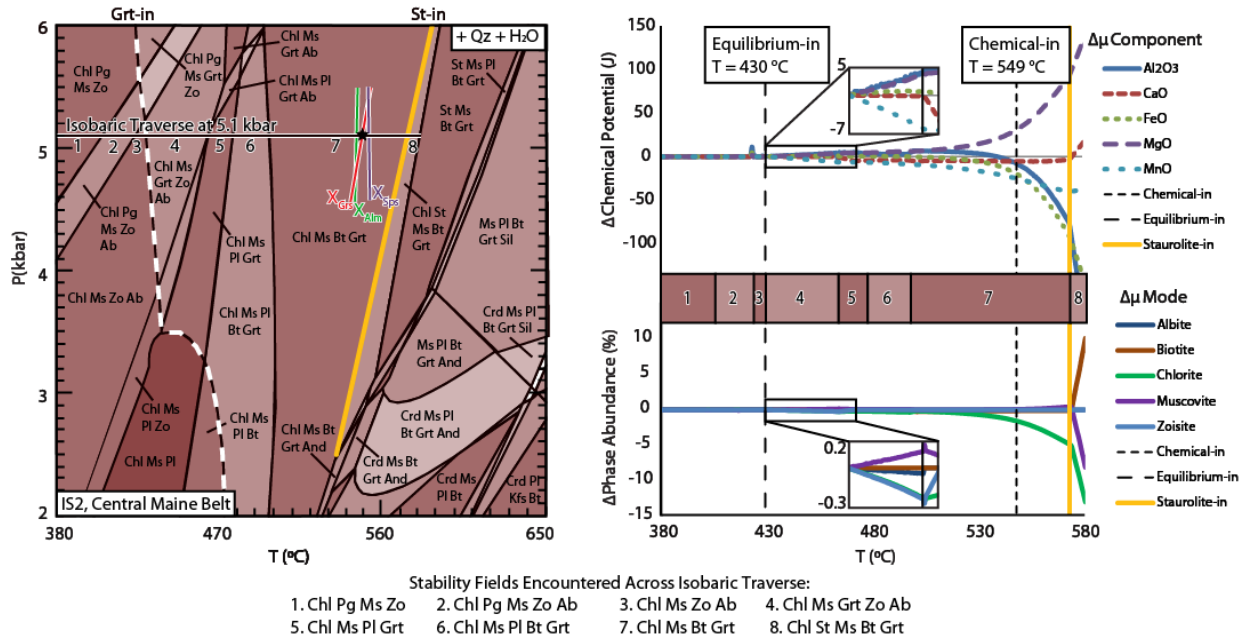 Grt-in
St-in
+ Qz + H₂O
Chl Pg
Ms Zo
Chl Pg
Ms Grt
Zo
Chl Ms
Grt Ab
Chl Ms Pl
Grt Ab
St Ms Pl
Bt Grt
St Ms
Bt Grt
Isobaric Traverse at 5.1 kbar
1 2 3 4 5 6 7 8
X Grs
X Alm
X Sps
Chl Pg
Ms Zo
Ab
Chl Ms
Grt Zo
Ab
Chl Ms
Pl Grt
Chl Ms Bt Grt
Chl St
Ms Bt
Grt
Ms Pl Bt
Grt Sil
Chl Ms Zo Ab
Chl Ms Pl
Bt Grt
Crd Ms Pl
Bt Grt Sil
Ms Pl Bt
Grt And
Chl Ms
Pl Zo
Chl Ms
Pl Bt
Chl Ms Bt
Grt And
Crd Ms Pl
Bt Grt And
Crd Ms Bt
Grt And
Chl Ms Pl
Crd Ms
Pl Bt
Crd Pl
Kfs Bt
IS2, Central Maine Belt
P(kbar)
6
5
4
3
2
380 470 560 650
T (ºC)
Equilibrium-in
T = 430 ºC
Chemical-in
T = 549 ºC
5
-7
ΔChemical Potential (J)
150
100
50
0
-50
-100
Δμ Component
Al2O3
CaO
FeO
MgO
MnO
Chemical-in
Equilibrium-in
Staurolite-in
1 2 3 4 5 6 7 8
ΔPhase Abundance (%)
10
5
0
-5
-10
-15
0.2
-0.3
Δμ Mode
Albite
Biotite
Chlorite
Muscovite
Zoisite
Chemical-in
Equilibrium-in
Staurolite-in
380 430 480 530 580
T (ºC)
Stability Fields Encountered Across Isobaric Traverse:
1. Chl Pg Ms Zo 2. Chl Pg Ms Zo Ab 3. Chl Ms Zo Ab 4. Chl Ms Grt Zo Ab
5. Chl Ms Pl Grt 6. Chl Ms Pl Bt Grt 7. Chl Ms Bt Grt 8. Chl St Ms Bt Grt